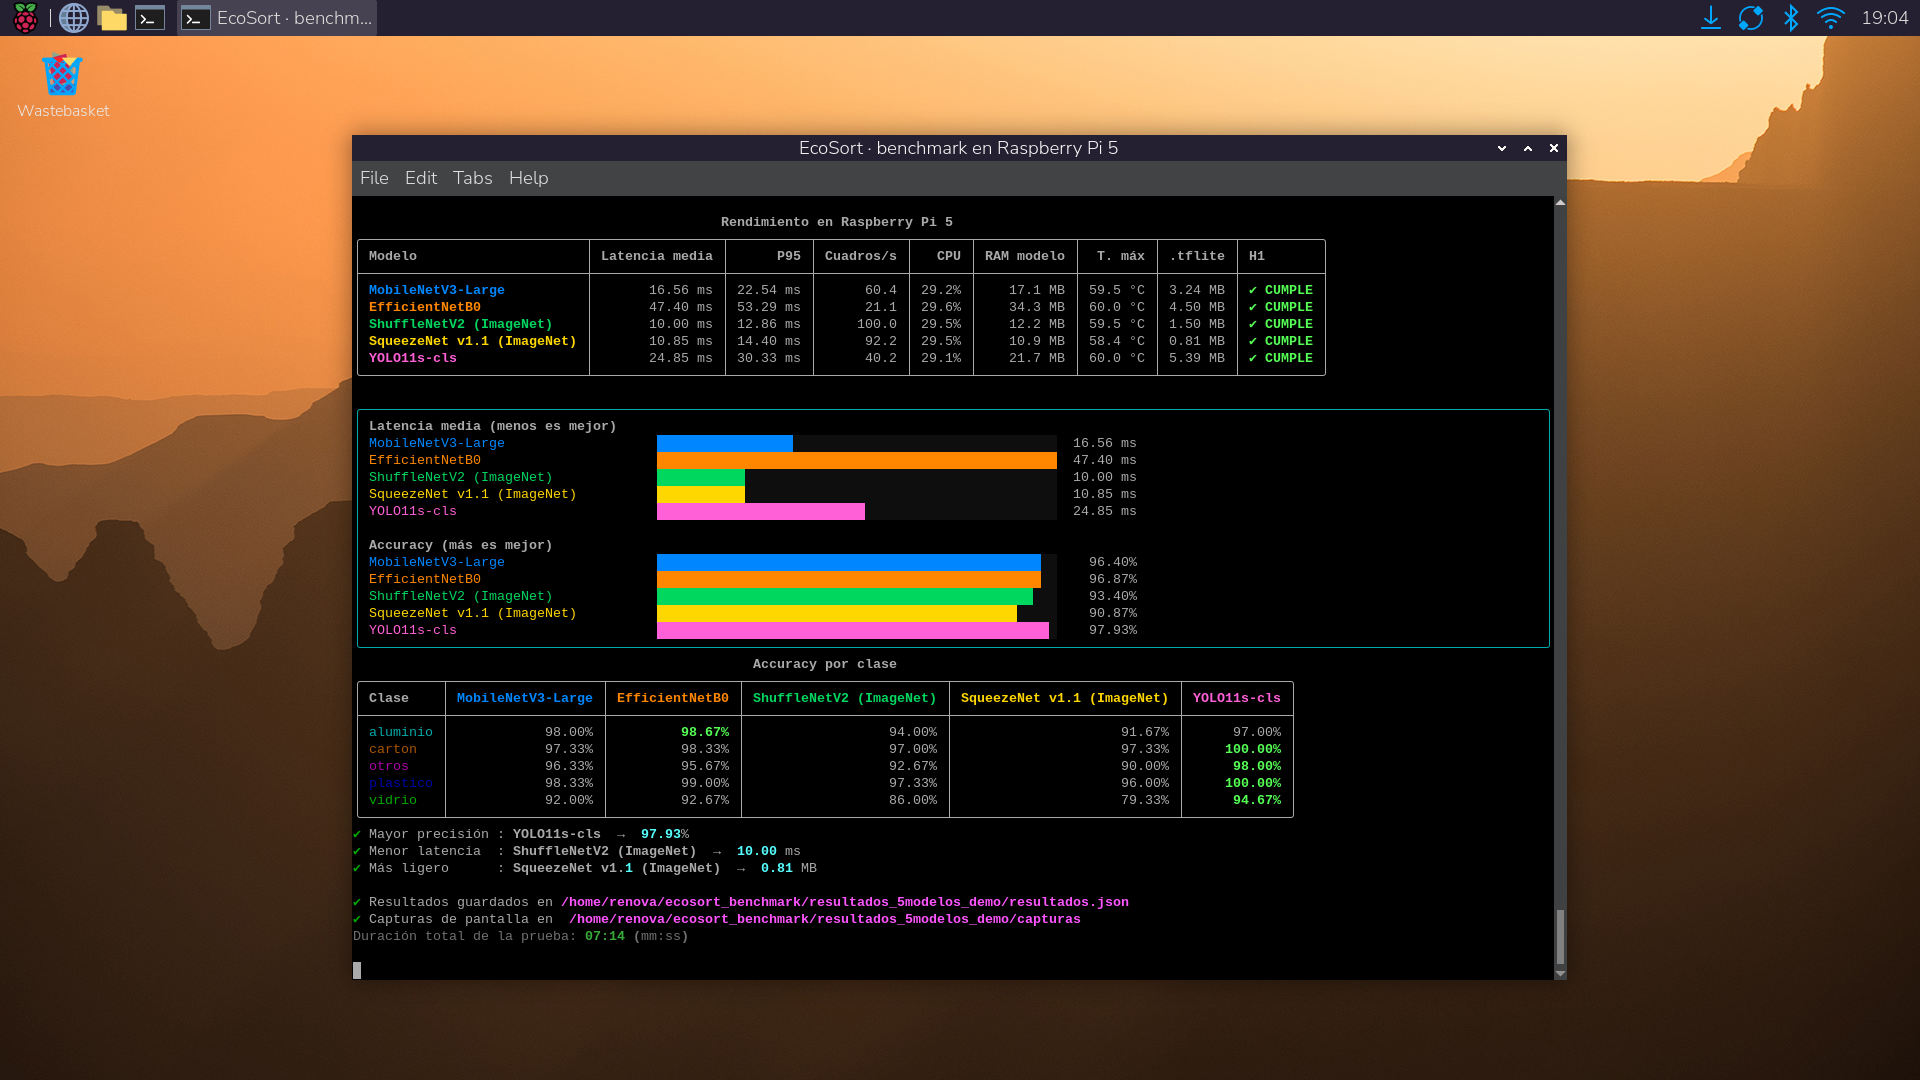 EcoSort · benchm...
19:04
Wastebasket
EcoSort · benchmark en Raspberry Pi 5
File Edit Tabs Help
Rendimiento en Raspberry Pi 5
Modelo Latencia media P95 Cuadros/s CPU RAM modelo T. máx .tflite H1
MobileNetV3-Large 16.56 ms 22.54 ms 60.4 29.2% 17.1 MB 59.5 °C 3.24 MB ✔ CUMPLE
EfficientNetB0 47.40 ms 53.29 ms 21.1 29.6% 34.3 MB 60.0 °C 4.50 MB ✔ CUMPLE
ShuffleNetV2 (ImageNet) 10.00 ms 12.86 ms 100.0 29.5% 12.2 MB 59.5 °C 1.50 MB ✔ CUMPLE
SqueezeNet v1.1 (ImageNet) 10.85 ms 14.40 ms 92.2 29.5% 10.9 MB 58.4 °C 0.81 MB ✔ CUMPLE
YOLO11s-cls 24.85 ms 30.33 ms 40.2 29.1% 21.7 MB 60.0 °C 5.39 MB ✔ CUMPLE
Latencia media (menos es mejor)
MobileNetV3-Large 16.56 ms
EfficientNetB0 47.40 ms
ShuffleNetV2 (ImageNet) 10.00 ms
SqueezeNet v1.1 (ImageNet) 10.85 ms
YOLO11s-cls 24.85 ms
Accuracy (más es mejor)
MobileNetV3-Large 96.40%
EfficientNetB0 96.87%
ShuffleNetV2 (ImageNet) 93.40%
SqueezeNet v1.1 (ImageNet) 90.87%
YOLO11s-cls 97.93%
Accuracy por clase
Clase MobileNetV3-Large EfficientNetB0 ShuffleNetV2 (ImageNet) SqueezeNet v1.1 (ImageNet) YOLO11s-cls
aluminio 98.00% 98.67% 94.00% 91.67% 97.00%
carton 97.33% 98.33% 97.00% 97.33% 100.00%
otros 96.33% 95.67% 92.67% 90.00% 98.00%
plastico 98.33% 99.00% 97.33% 96.00% 100.00%
vidrio 92.00% 92.67% 86.00% 79.33% 94.67%
✔ Mayor precisión : YOLO11s-cls → 97.93%
✔ Menor latencia : ShuffleNetV2 (ImageNet) → 10.00 ms
✔ Más ligero : SqueezeNet v1.1 (ImageNet) → 0.81 MB
✔ Resultados guardados en /home/renova/ecosort_benchmark/resultados_5modelos_demo/resultados.json
✔ Capturas de pantalla en /home/renova/ecosort_benchmark/resultados_5modelos_demo/capturas
Duración total de la prueba: 07:14 (mm:ss)